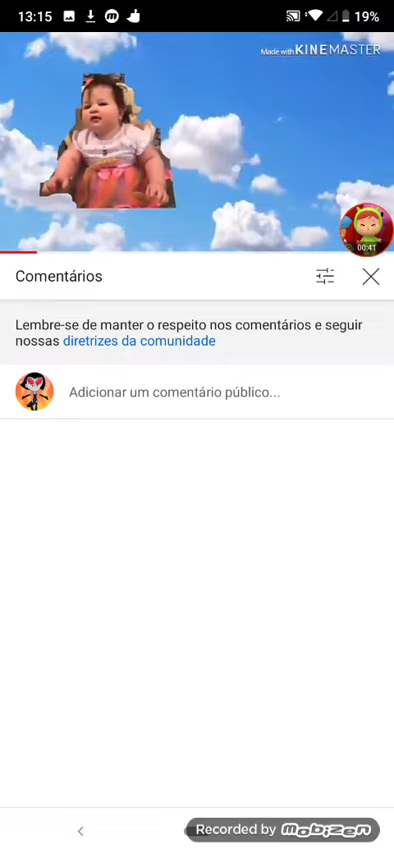 13:15
19%
Made with KINEMASTER
00:41
Comentários
Lembre-se de manter o respeito nos comentários e seguir
nossas diretrizes da comunidade
Adicionar um comentário público...
Recorded by mobizen